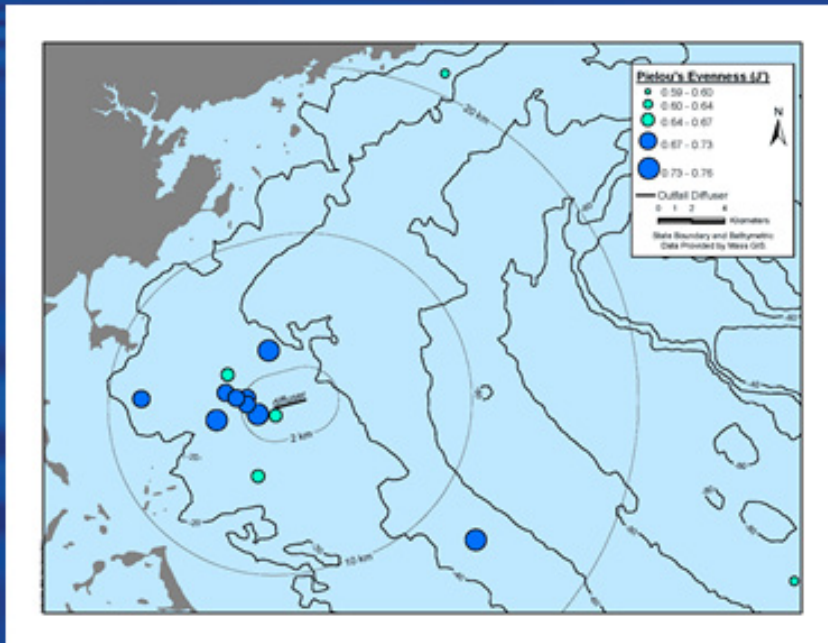 Pielou's Evenness (J')
0.59 - 0.60
0.60 - 0.64
0.64 - 0.67
0.67 - 0.73
0.73 - 0.76
Outfall Diffuser
0 1 2 4
Kilometers
State Boundary and Bathymetric
Data Provided by Mass GIS
N
20 km
diffuser
2 km
10 km